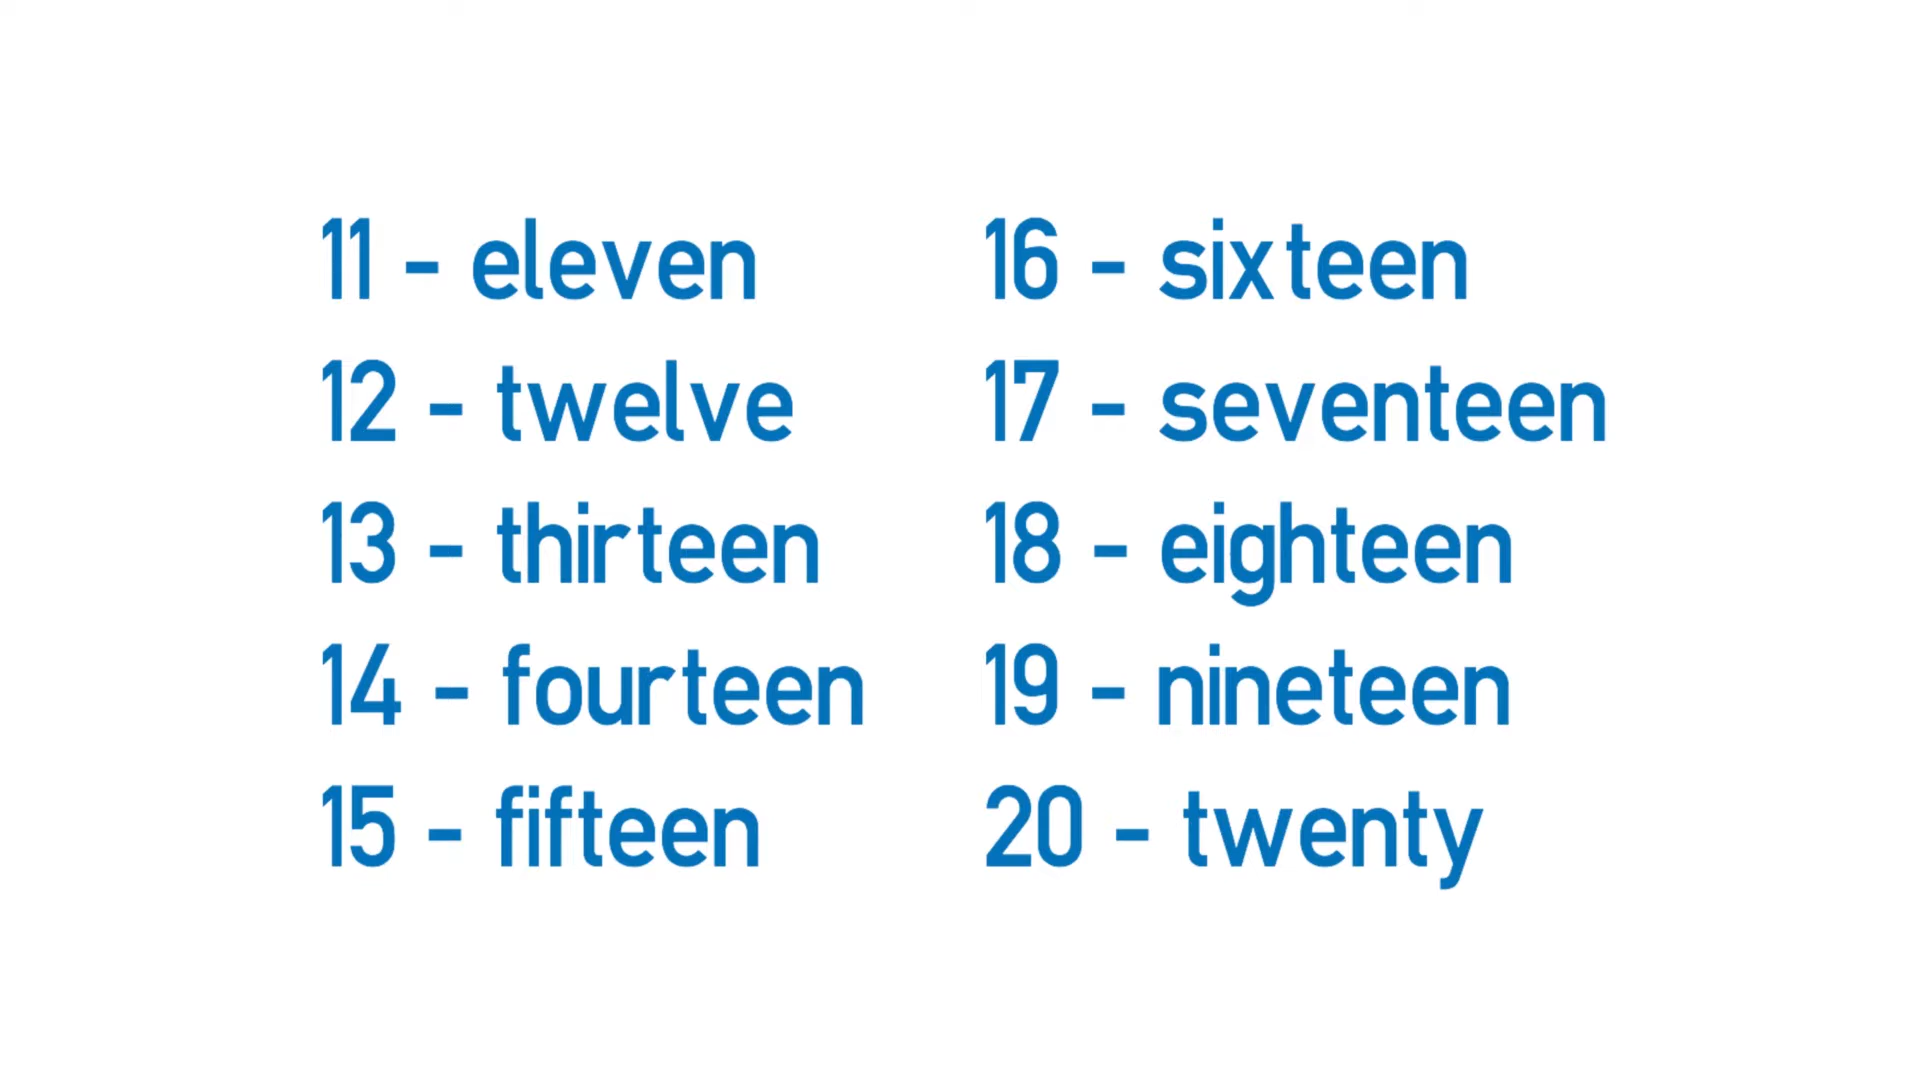 11 - eleven
12 - twelve
13 - thirteen
14 - fourteen
15 - fifteen
16 - sixteen
17 - seventeen
18 - eighteen
19 - nineteen
20 - twenty